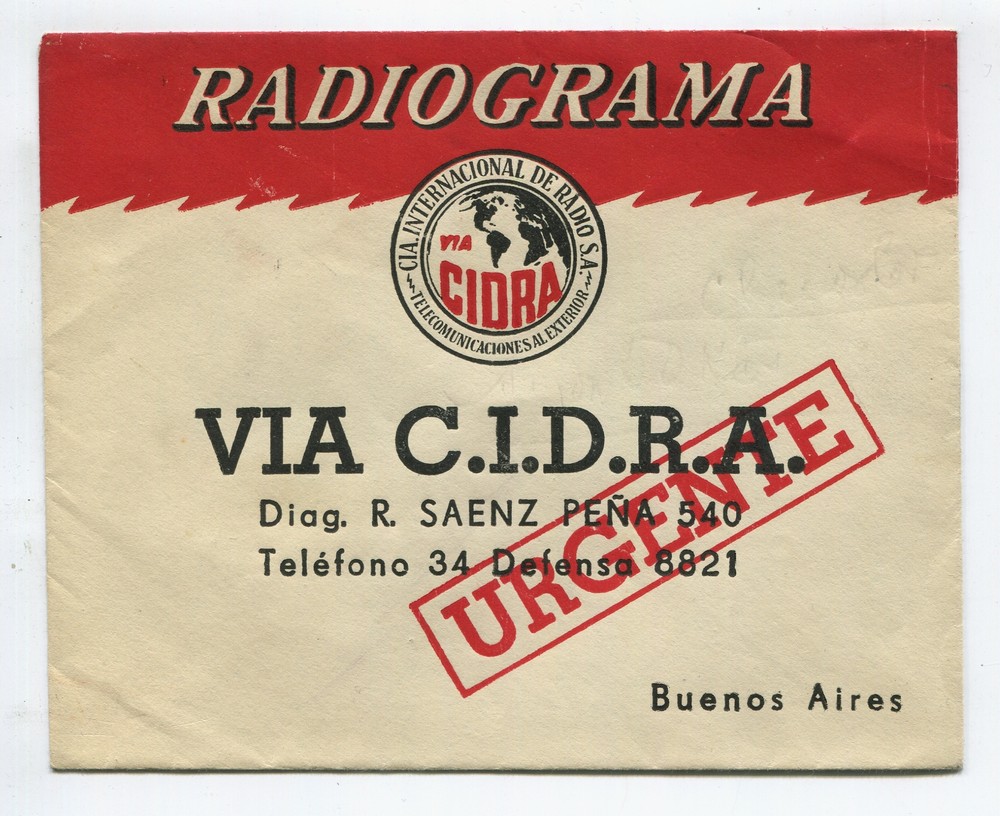 RADIOGRAMA
CIA. INTERNACIONAL DE RADIO S.A.
VIA
CIDRA
TELECOMUNICACIONES AL EXTERIOR
VIA C.I.D.R.A.
Diag. R. SAENZ PEÑA 540
Teléfono 34 Defensa 8821
URGENTE
Buenos Aires